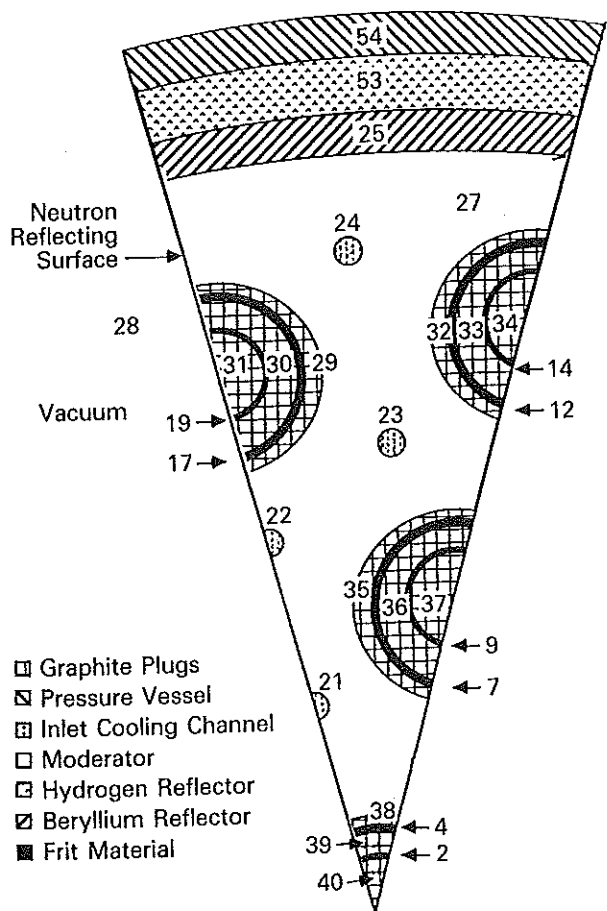 54
53
25
Neutron
Reflecting
Surface
24
27
28
31
30
29
32
33
34
14
12
Vacuum
19
17
23
22
35
36
37
9
7
21
Graphite Plugs
Pressure Vessel
Inlet Cooling Channel
Moderator
Hydrogen Reflector
Beryllium Reflector
Frit Material
38
4
39
2
40